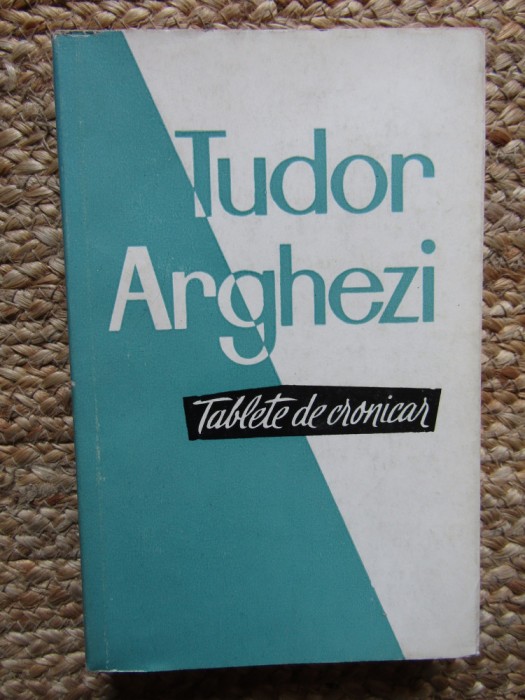 Tudor
Arghezi
Tablete de cronicar